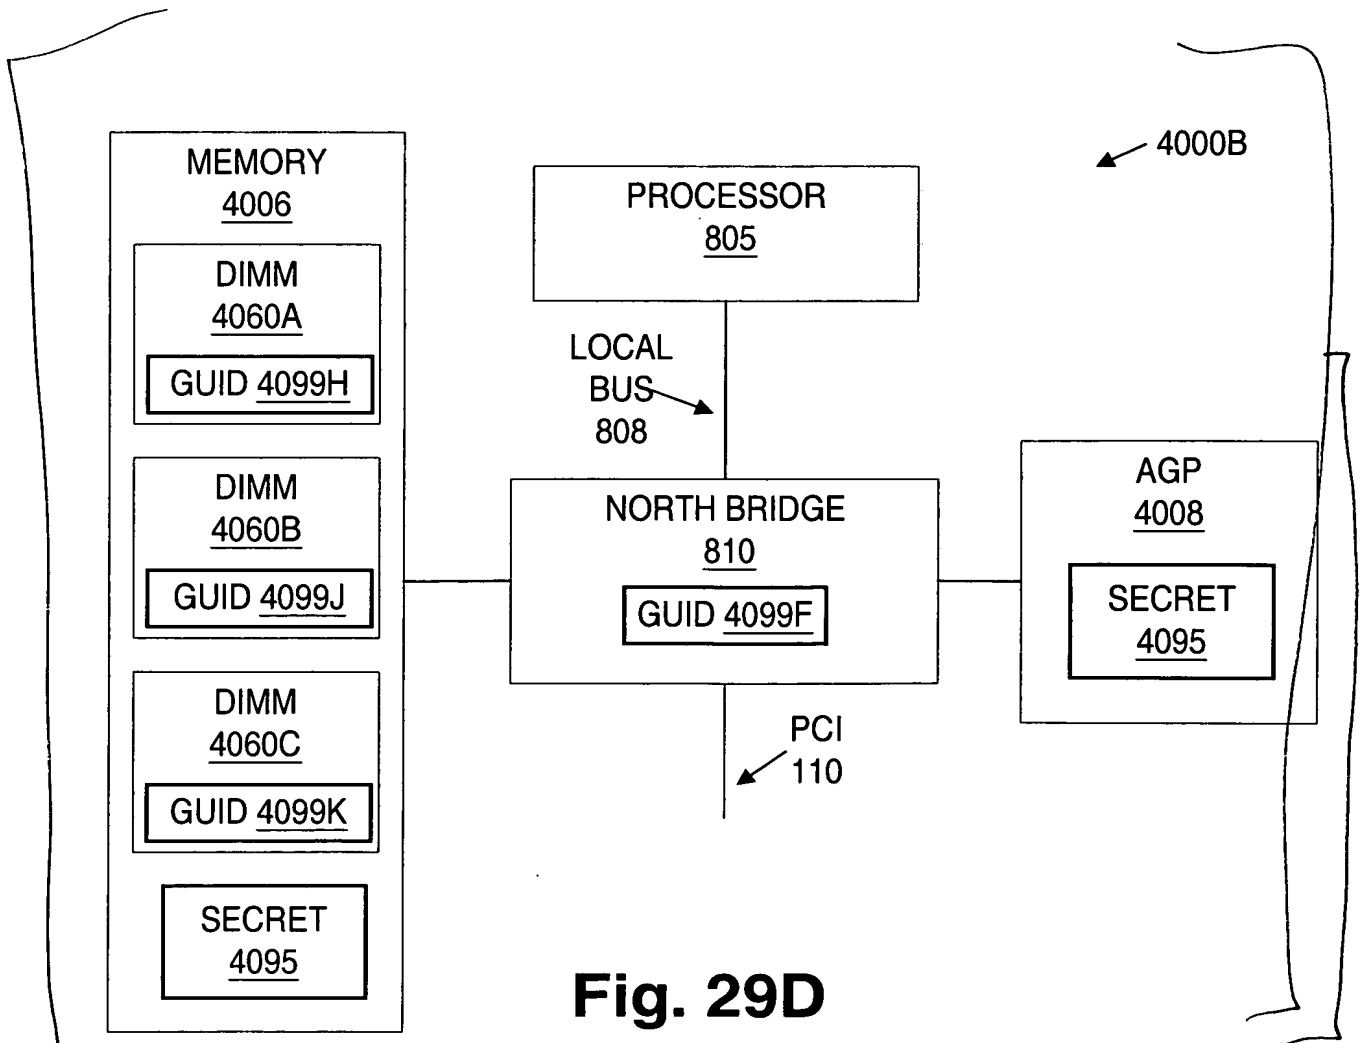 MEMORY
4006
DIMM
4060A
GUID 4099H
DIMM
4060B
GUID 4099J
DIMM
4060C
GUID 4099K
SECRET
4095
PROCESSOR
805
LOCAL
BUS
808
NORTH BRIDGE
810
GUID 4099F
PCI
110
4000B
AGP
4008
SECRET
4095
Fig. 29D